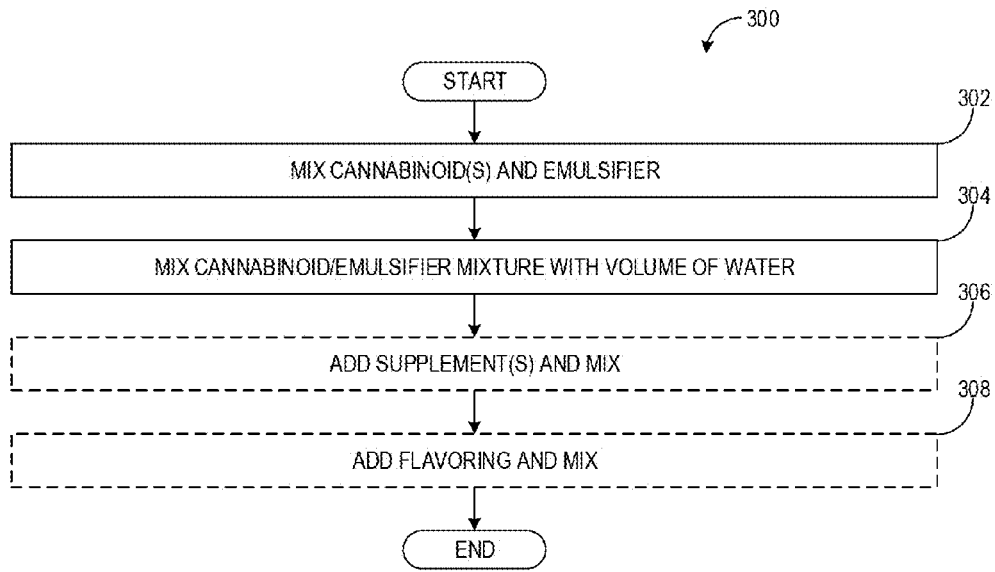 300
START
302
MIX CANNABINOID(S) AND EMULSIFIER
304
MIX CANNABINOID/EMULSIFIER MIXTURE WITH VOLUME OF WATER
306
ADD SUPPLEMENT(S) AND MIX
308
ADD FLAVORING AND MIX
END